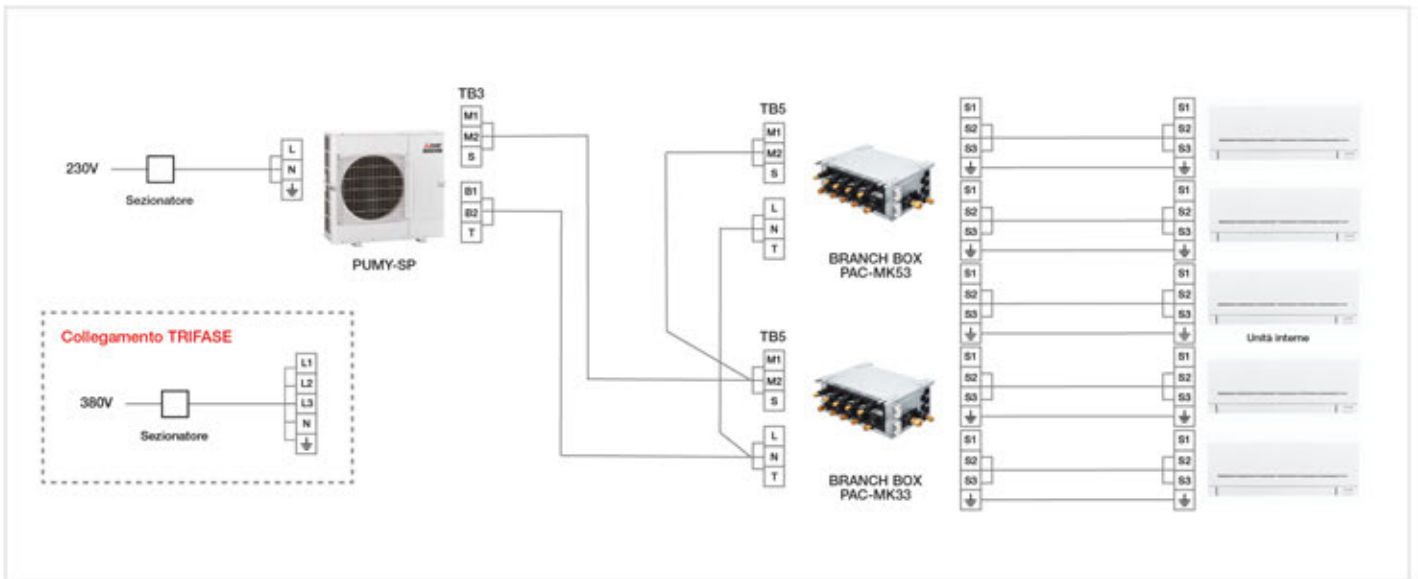 230V
Sezionatore
L
N
PUMY-SP
TB3
M1
M2
S
B1
B2
T
Collegamento TRIFASE
380V
Sezionatore
L1
L2
L3
N
TB5
M1
M2
S
L
N
T
BRANCH BOX
PAC-MK53
TB5
M1
M2
S
L
N
T
BRANCH BOX
PAC-MK33
S1
S2
S3
S1
S2
S3
S1
S2
S3
S1
S2
S3
S1
S2
S3
S1
S2
S3
S1
S2
S3
S1
S2
S3
S1
S2
S3
S1
S2
S3
Unità interne